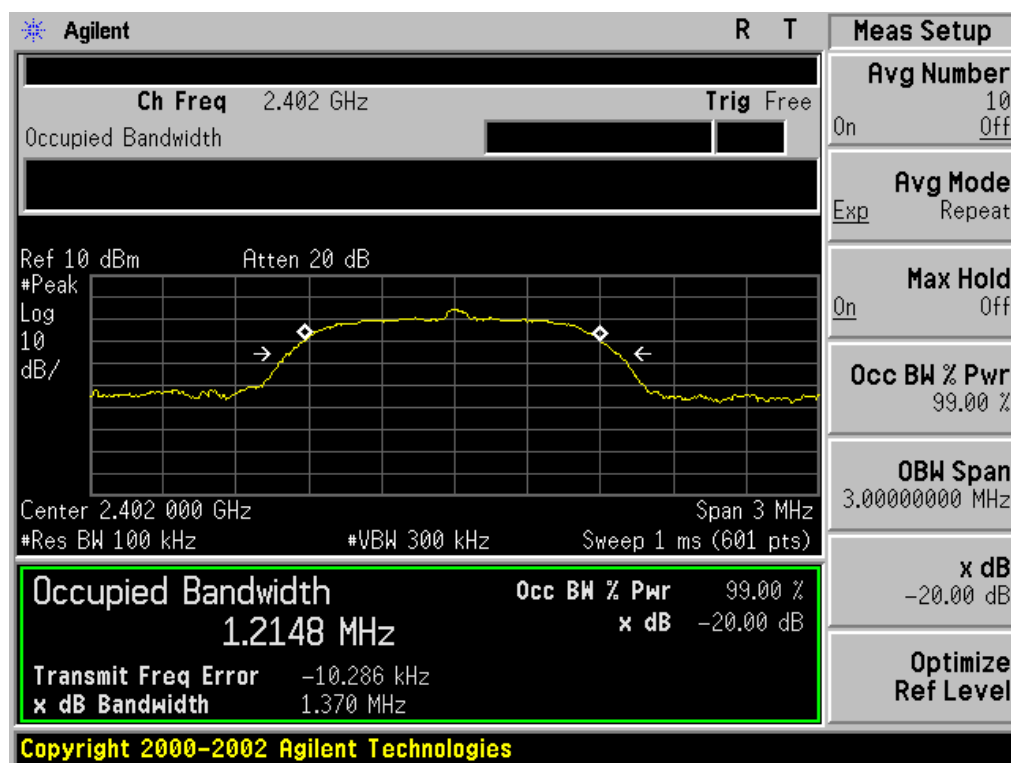 Agilent R T
Ch Freq 2.402 GHz Trig Free
Occupied Bandwidth
Ref 10 dBm Atten 20 dB
#Peak
Log
10
dB/
Center 2.402 000 GHz Span 3 MHz
#Res BW 100 kHz #VBW 300 kHz Sweep 1 ms (601 pts)
Occupied Bandwidth Occ BW % Pwr 99.00 %
1.2148 MHz x dB -20.00 dB
Transmit Freq Error -10.286 kHz
x dB Bandwidth 1.370 MHz
Copyright 2000-2002 Agilent Technologies
Meas Setup
Avg Number
10
On Off
Avg Mode
Exp Repeat
Max Hold
On Off
Occ BW % Pwr
99.00 %
OBW Span
3.00000000 MHz
x dB
-20.00 dB
Optimize
Ref Level